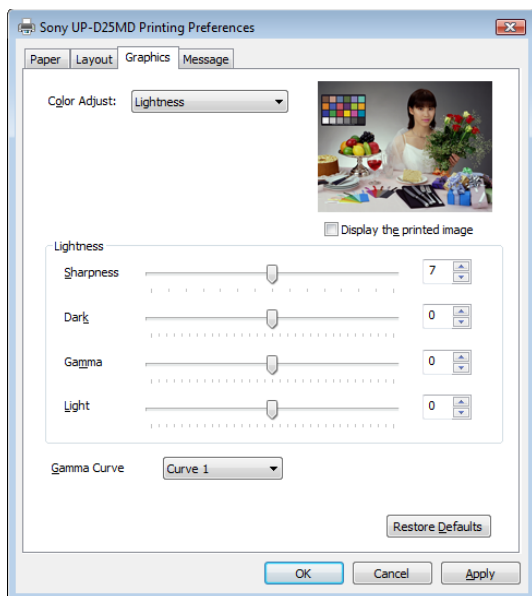 Sony UP-D25MD Printing Preferences
Paper Layout Graphics Message
Color Adjust: Lightness
Display the printed image
Lightness
Sharpness 7
Dark 0
Gamma 0
Light 0
Gamma Curve Curve 1
Restore Defaults
OK Cancel Apply